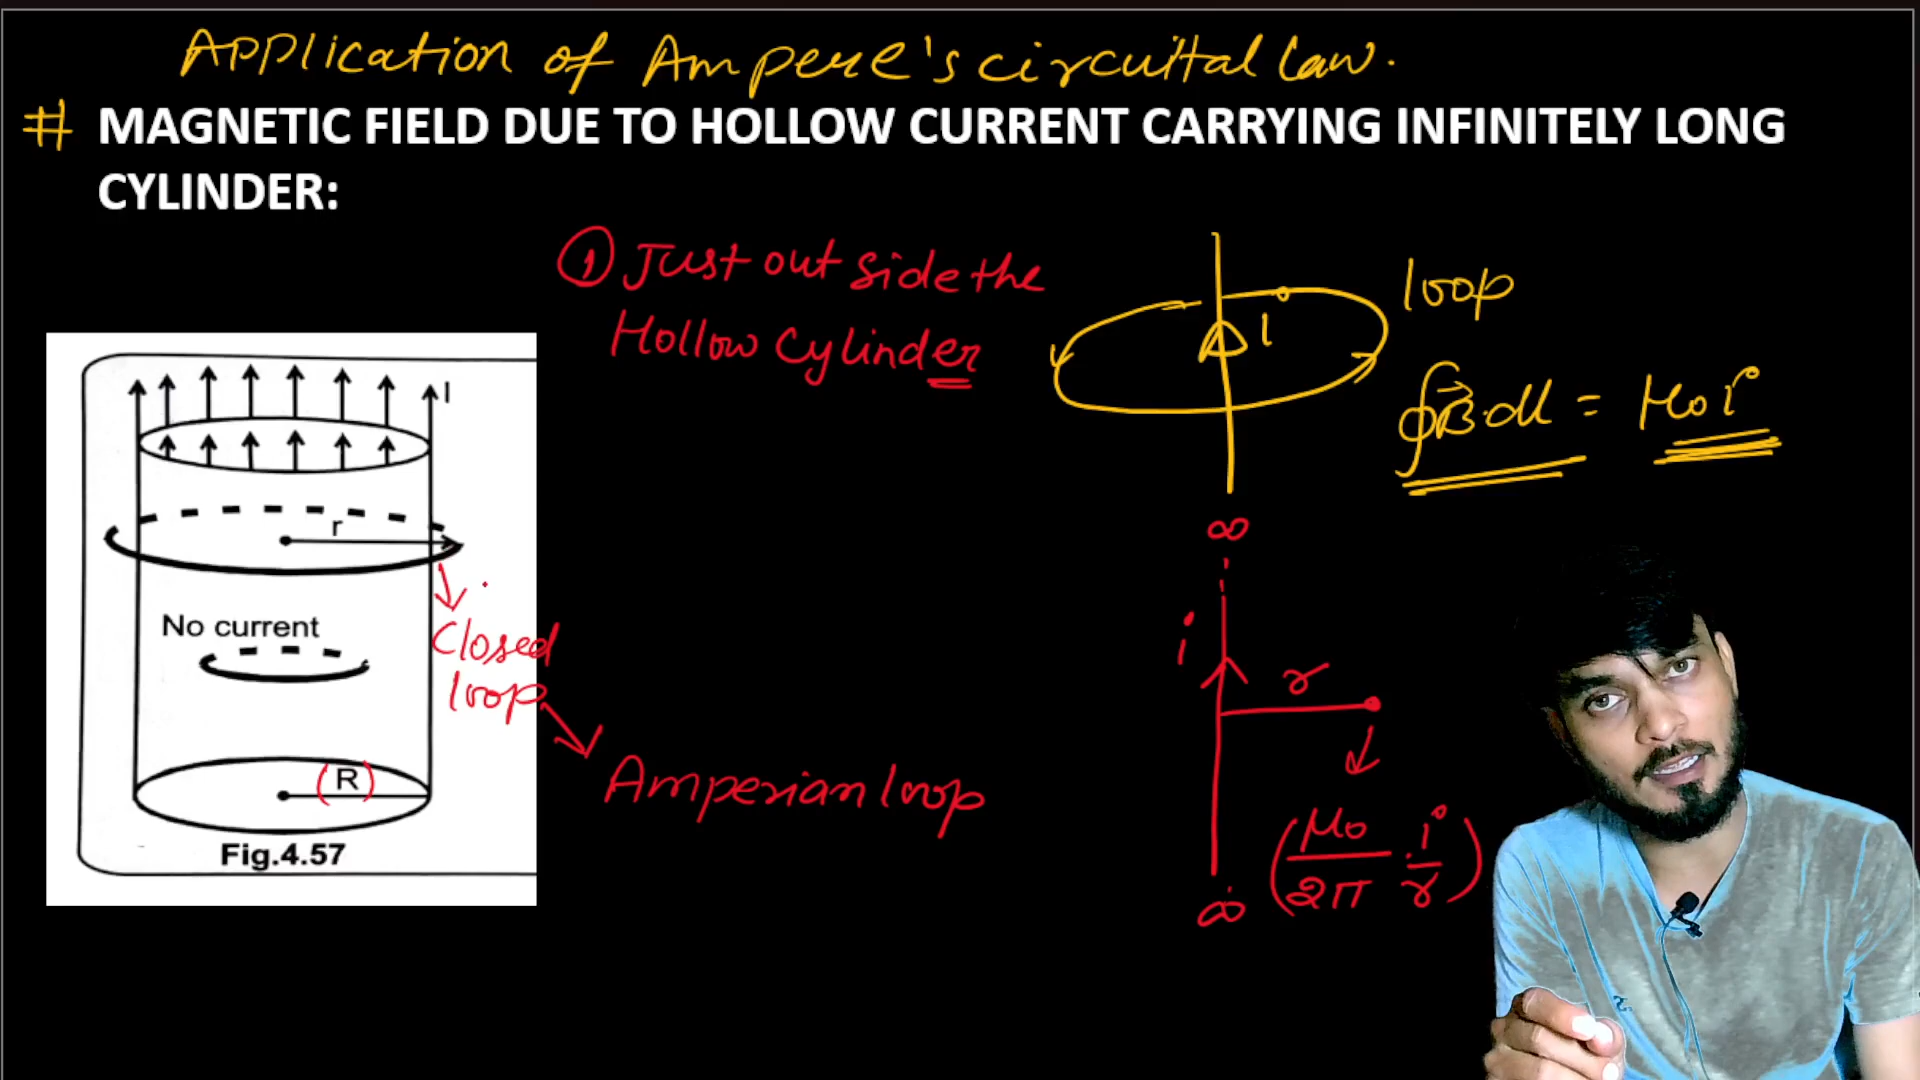 Application of Ampere's circuital law.
# MAGNETIC FIELD DUE TO HOLLOW CURRENT CARRYING INFINITELY LONG
CYLINDER:
① Just out side the
Hollow Cylinder
loop
I
∮B⃗·dl = μ₀i
I
r
No current
Closed
loop
Amperian loop
(R)
Fig.4.57
∞
i
r
(μ₀/2π · i/r)
∞